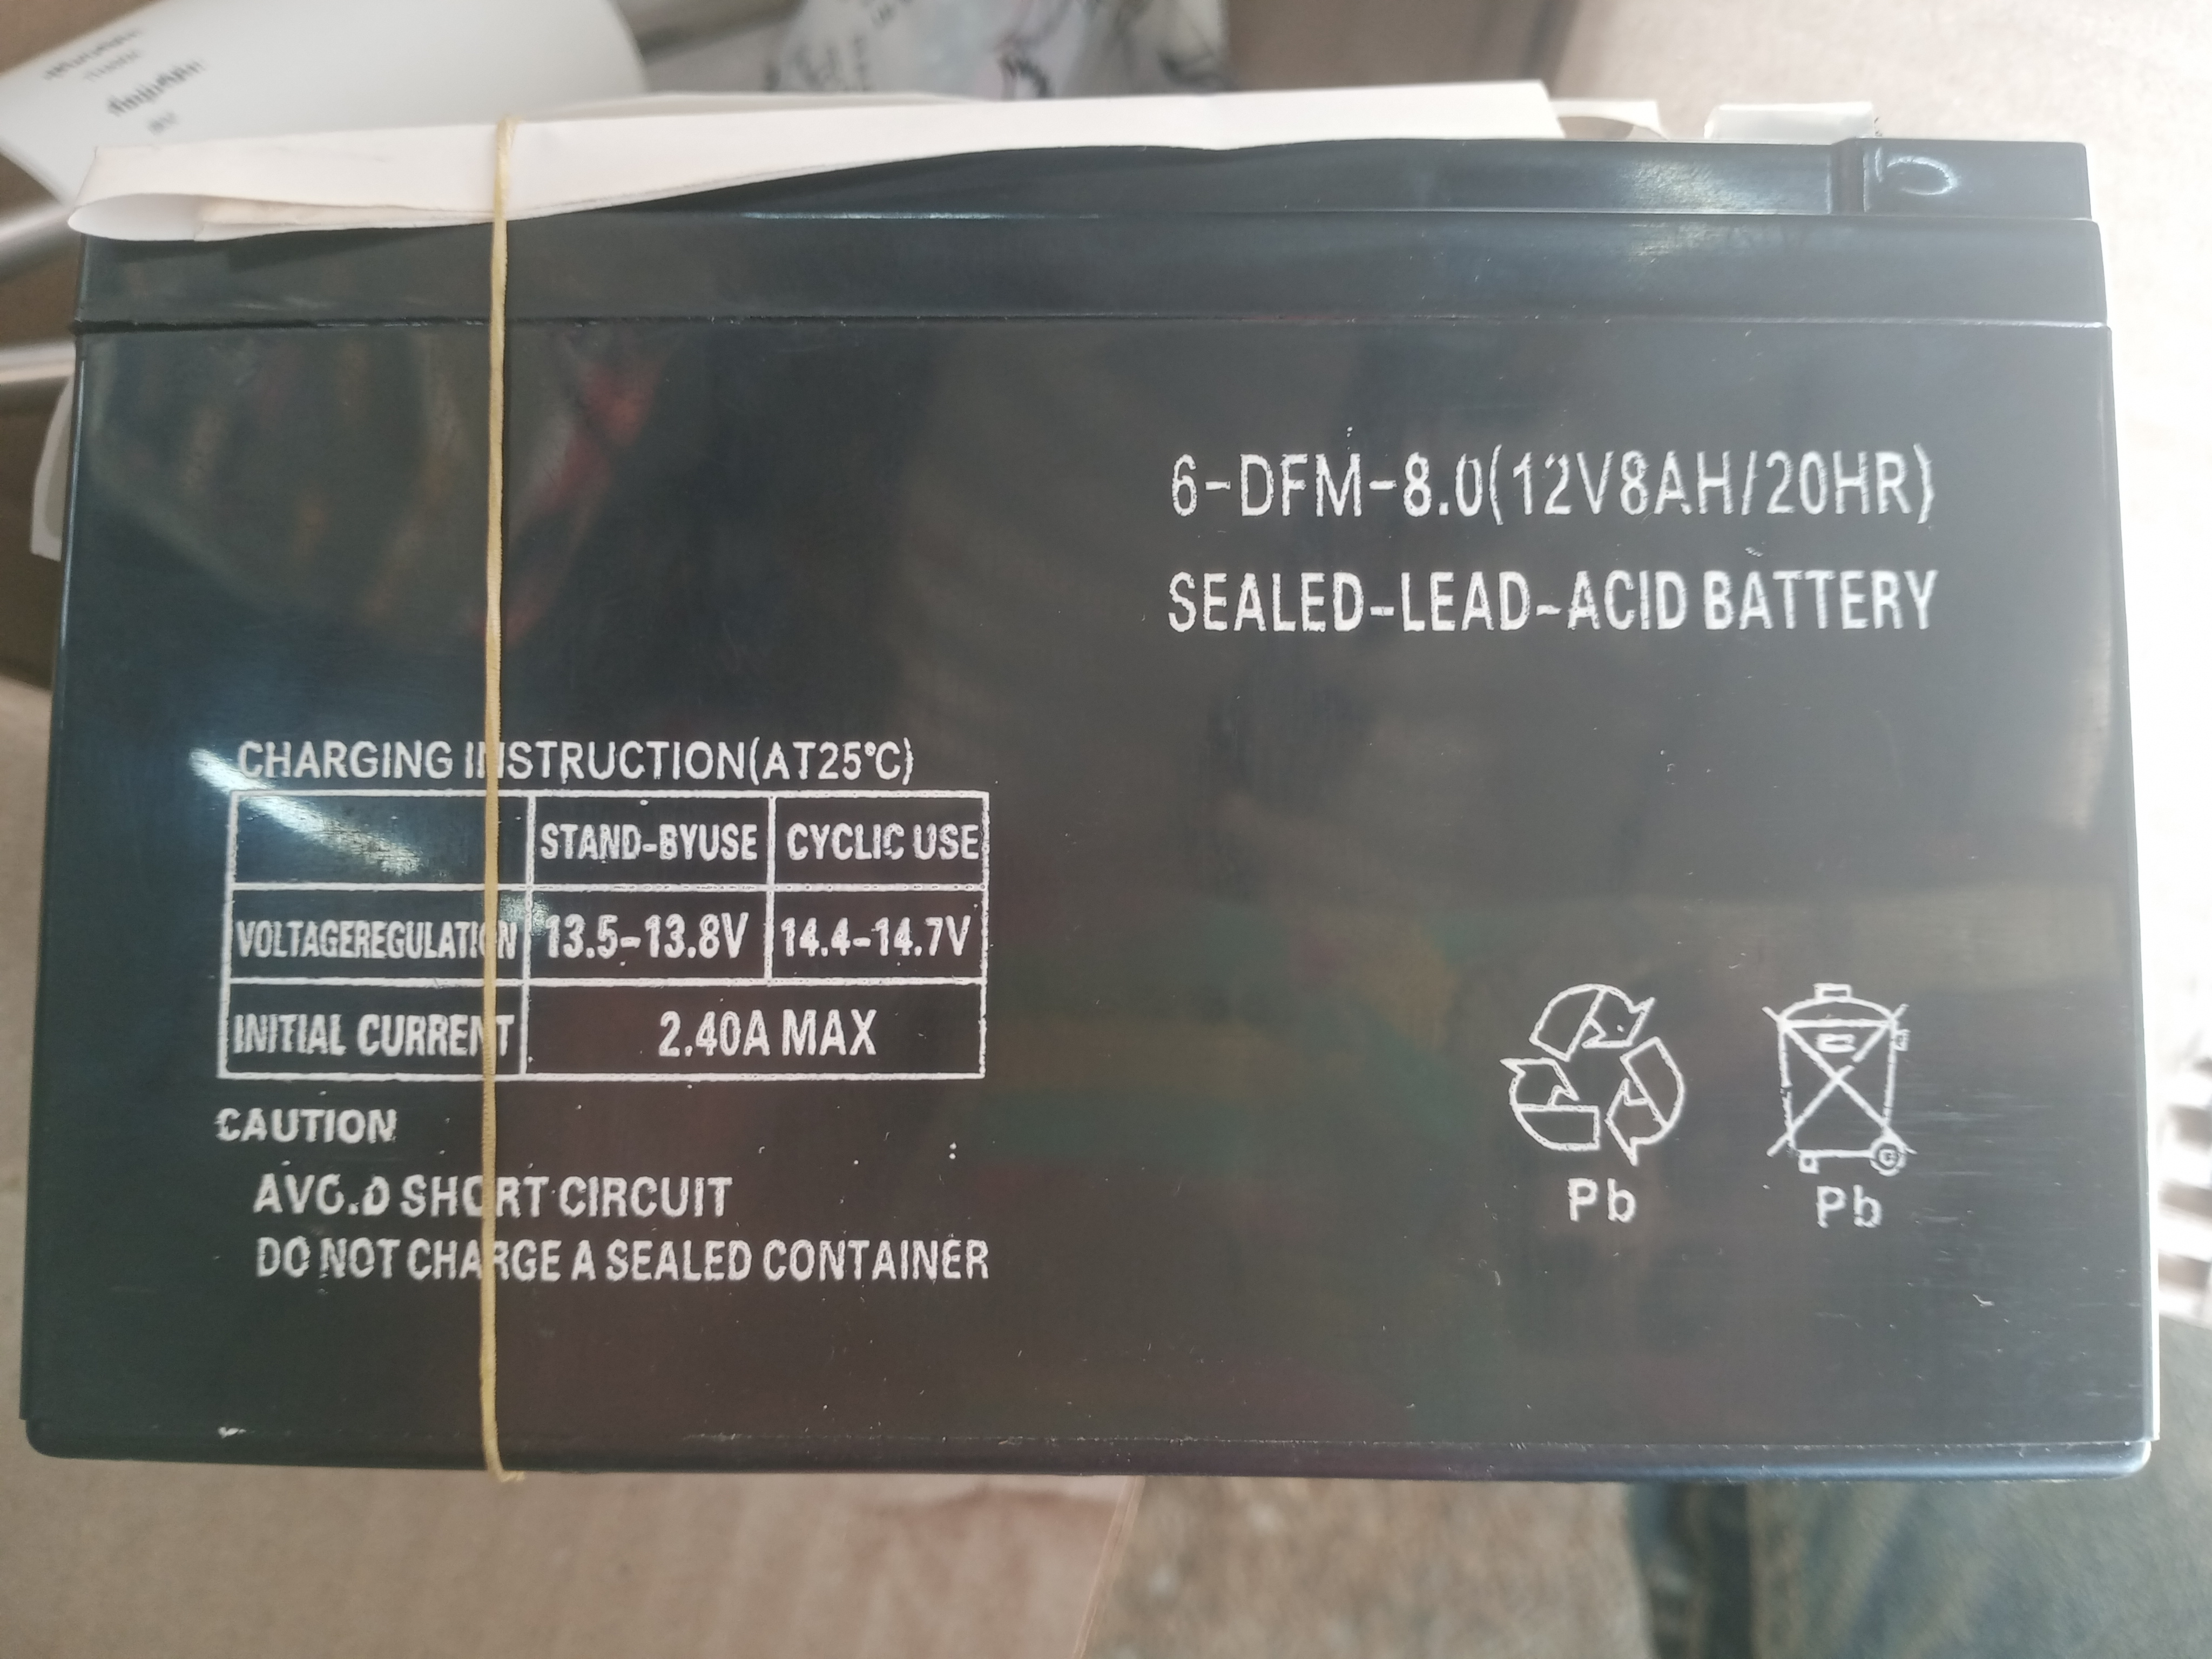 6-DFM-8.0(12V8AH/20HR)
SEALED-LEAD-ACID BATTERY
CHARGING INSTRUCTION(AT25℃)
STAND-BYUSE CYCLIC USE
VOLTAGEREGULATION 13.5-13.8V 14.4-14.7V
INITIAL CURRENT 2.40A MAX
CAUTION
AVOID SHORT CIRCUIT
DO NOT CHARGE A SEALED CONTAINER
Pb Pb